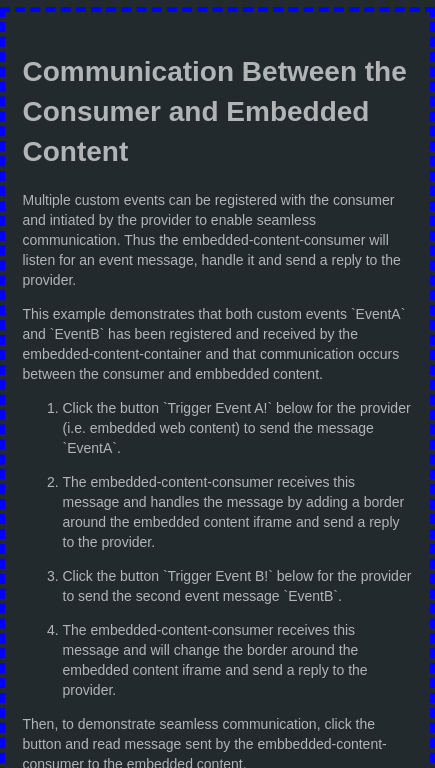 Communication Between the
Consumer and Embedded
Content
Multiple custom events can be registered with the consumer
and intiated by the provider to enable seamless
communication. Thus the embedded-content-consumer will
listen for an event message, handle it and send a reply to the
provider.
This example demonstrates that both custom events `EventA`
and `EventB` has been registered and received by the
embedded-content-container and that communication occurs
between the consumer and embbedded content.
1. Click the button `Trigger Event A!` below for the provider
(i.e. embedded web content) to send the message
`EventA`.
2. The embedded-content-consumer receives this
message and handles the message by adding a border
around the embedded content iframe and send a reply
to the provider.
3. Click the button `Trigger Event B!` below for the provider
to send the second event message `EventB`.
4. The embedded-content-consumer receives this
message and will change the border around the
embedded content iframe and send a reply to the
provider.
Then, to demonstrate seamless communication, click the
button and read message sent by the embbedded-content-
consumer to the embedded content.